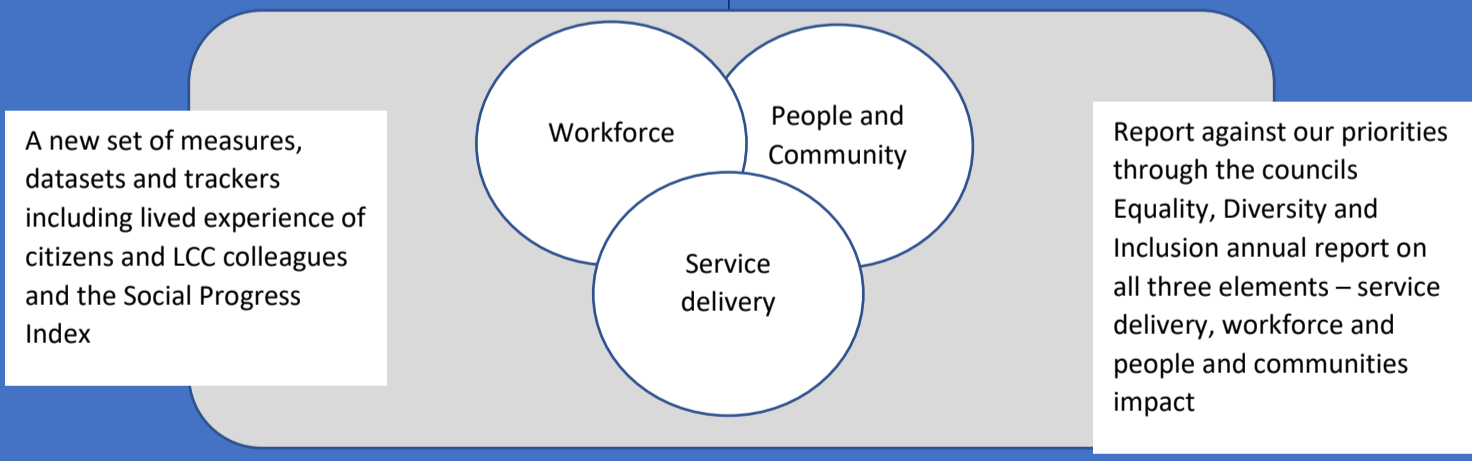 A new set of measures,
datasets and trackers
including lived experience of
citizens and LCC colleagues
and the Social Progress
Index
Workforce
People and
Community
Service
delivery
Report against our priorities
through the councils
Equality, Diversity and
Inclusion annual report on
all three elements – service
delivery, workforce and
people and communities
impact